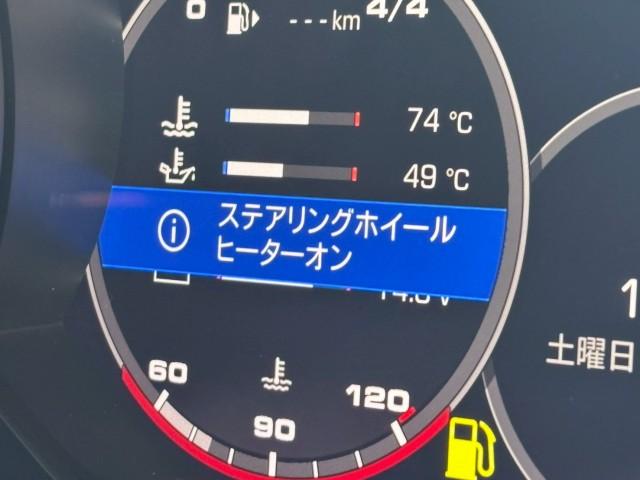 0 ---km 4/4
74 °C
49 °C
ステアリングホイール
ヒーターオン
土曜日
60
90
120